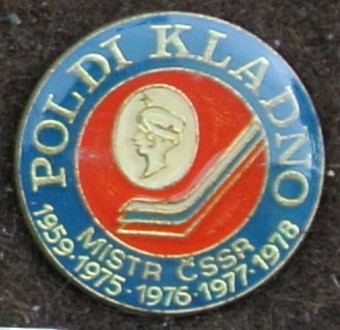 POLDI KLADNO
MISTR ČSSR
1959·1975·1976·1977·1978